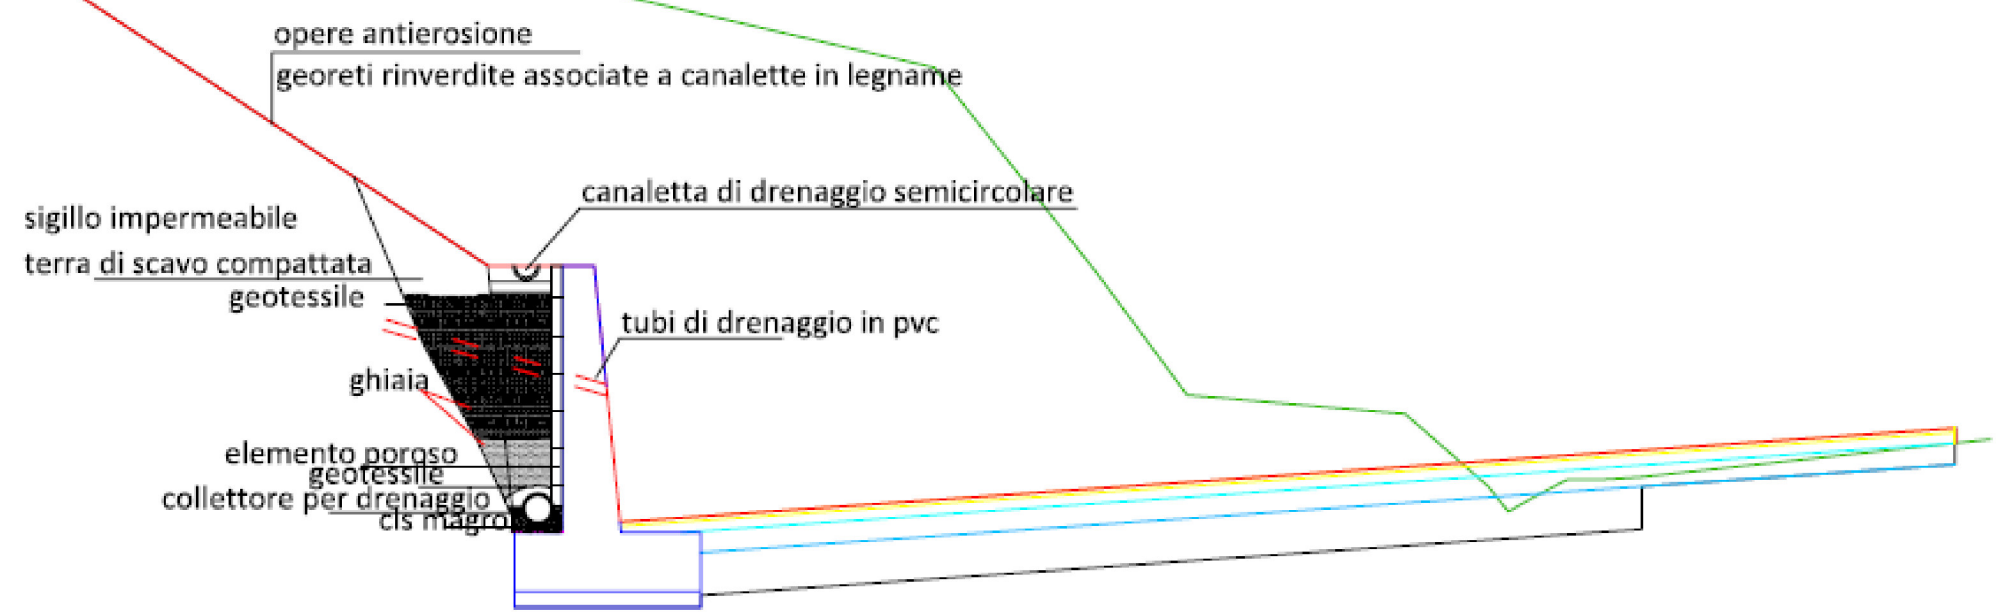 opere antierosione
georeti rinverdite associate a canalette in legname
canaletta di drenaggio semicircolare
sigillo impermeabile
terra di scavo compattata
geotessile
tubi di drenaggio in pvc
ghiaia
elemento poroso
geotessile
collettore per drenaggio
cls magro